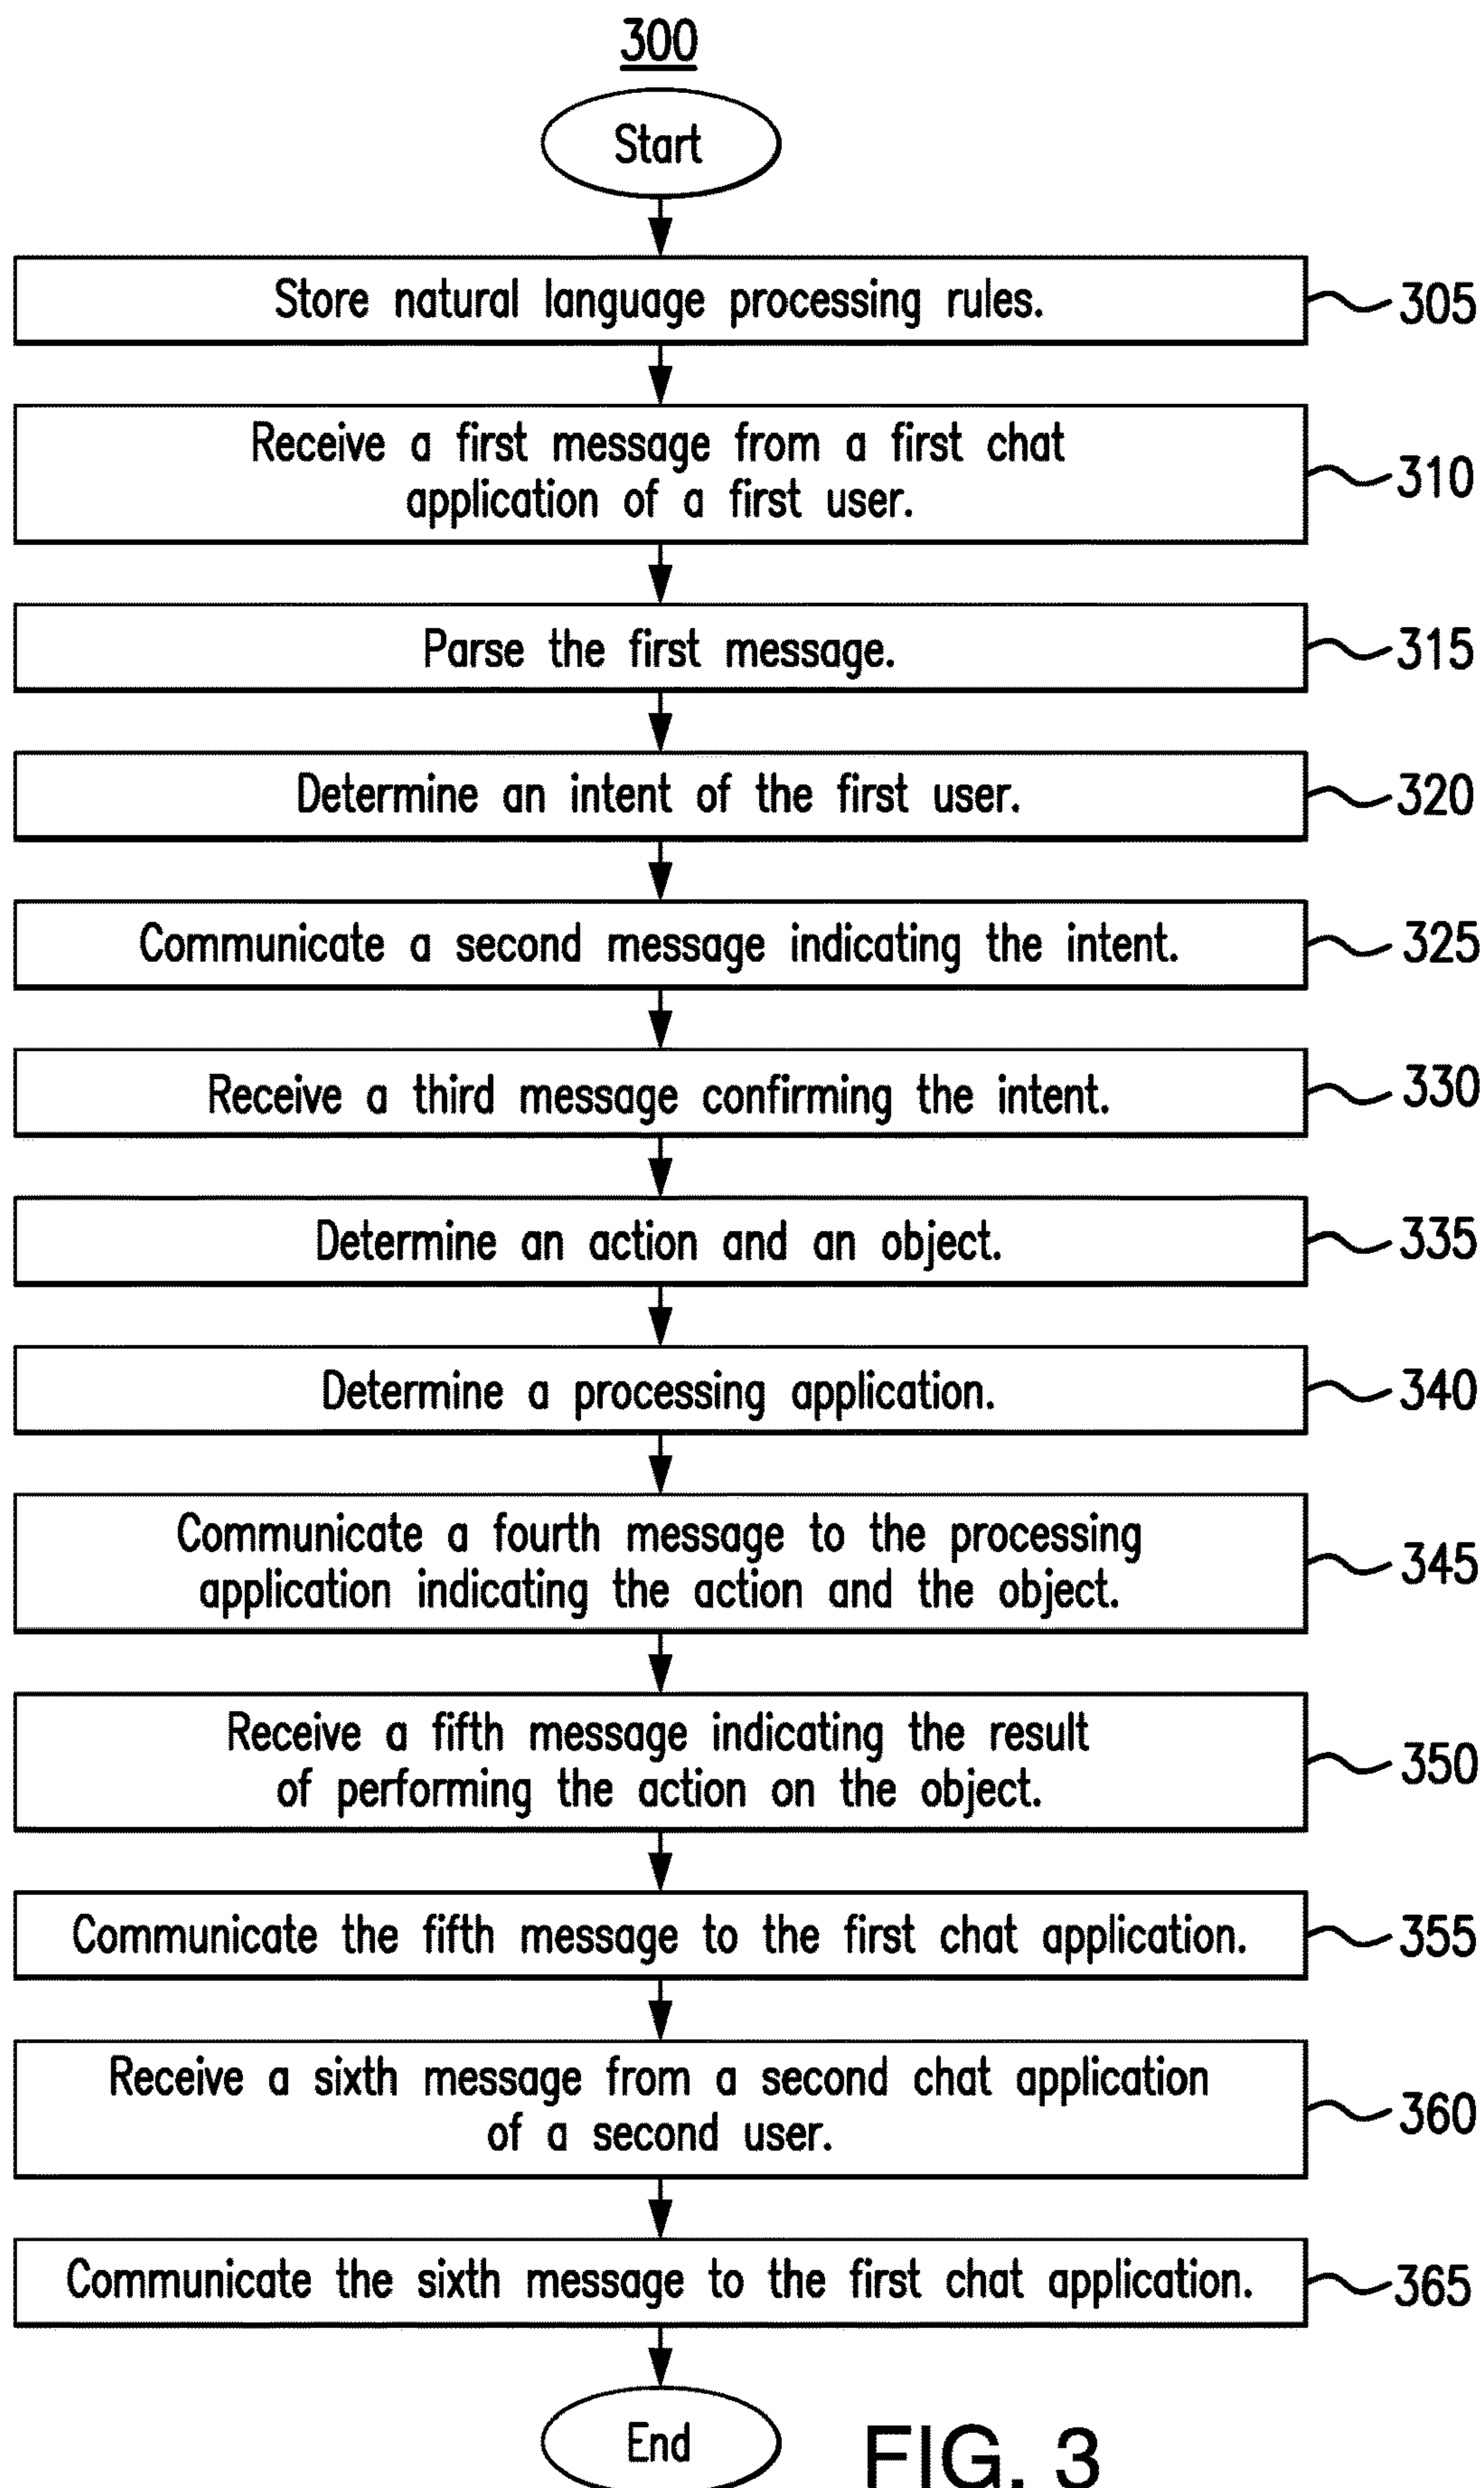 300
Start
Store natural language processing rules.
305
Receive a first message from a first chat
application of a first user.
310
Parse the first message.
315
Determine an intent of the first user.
320
Communicate a second message indicating the intent.
325
Receive a third message confirming the intent.
330
Determine an action and an object.
335
Determine a processing application.
340
Communicate a fourth message to the processing
application indicating the action and the object.
345
Receive a fifth message indicating the result
of performing the action on the object.
350
Communicate the fifth message to the first chat application.
355
Receive a sixth message from a second chat application
of a second user.
360
Communicate the sixth message to the first chat application.
365
End
FIG. 3